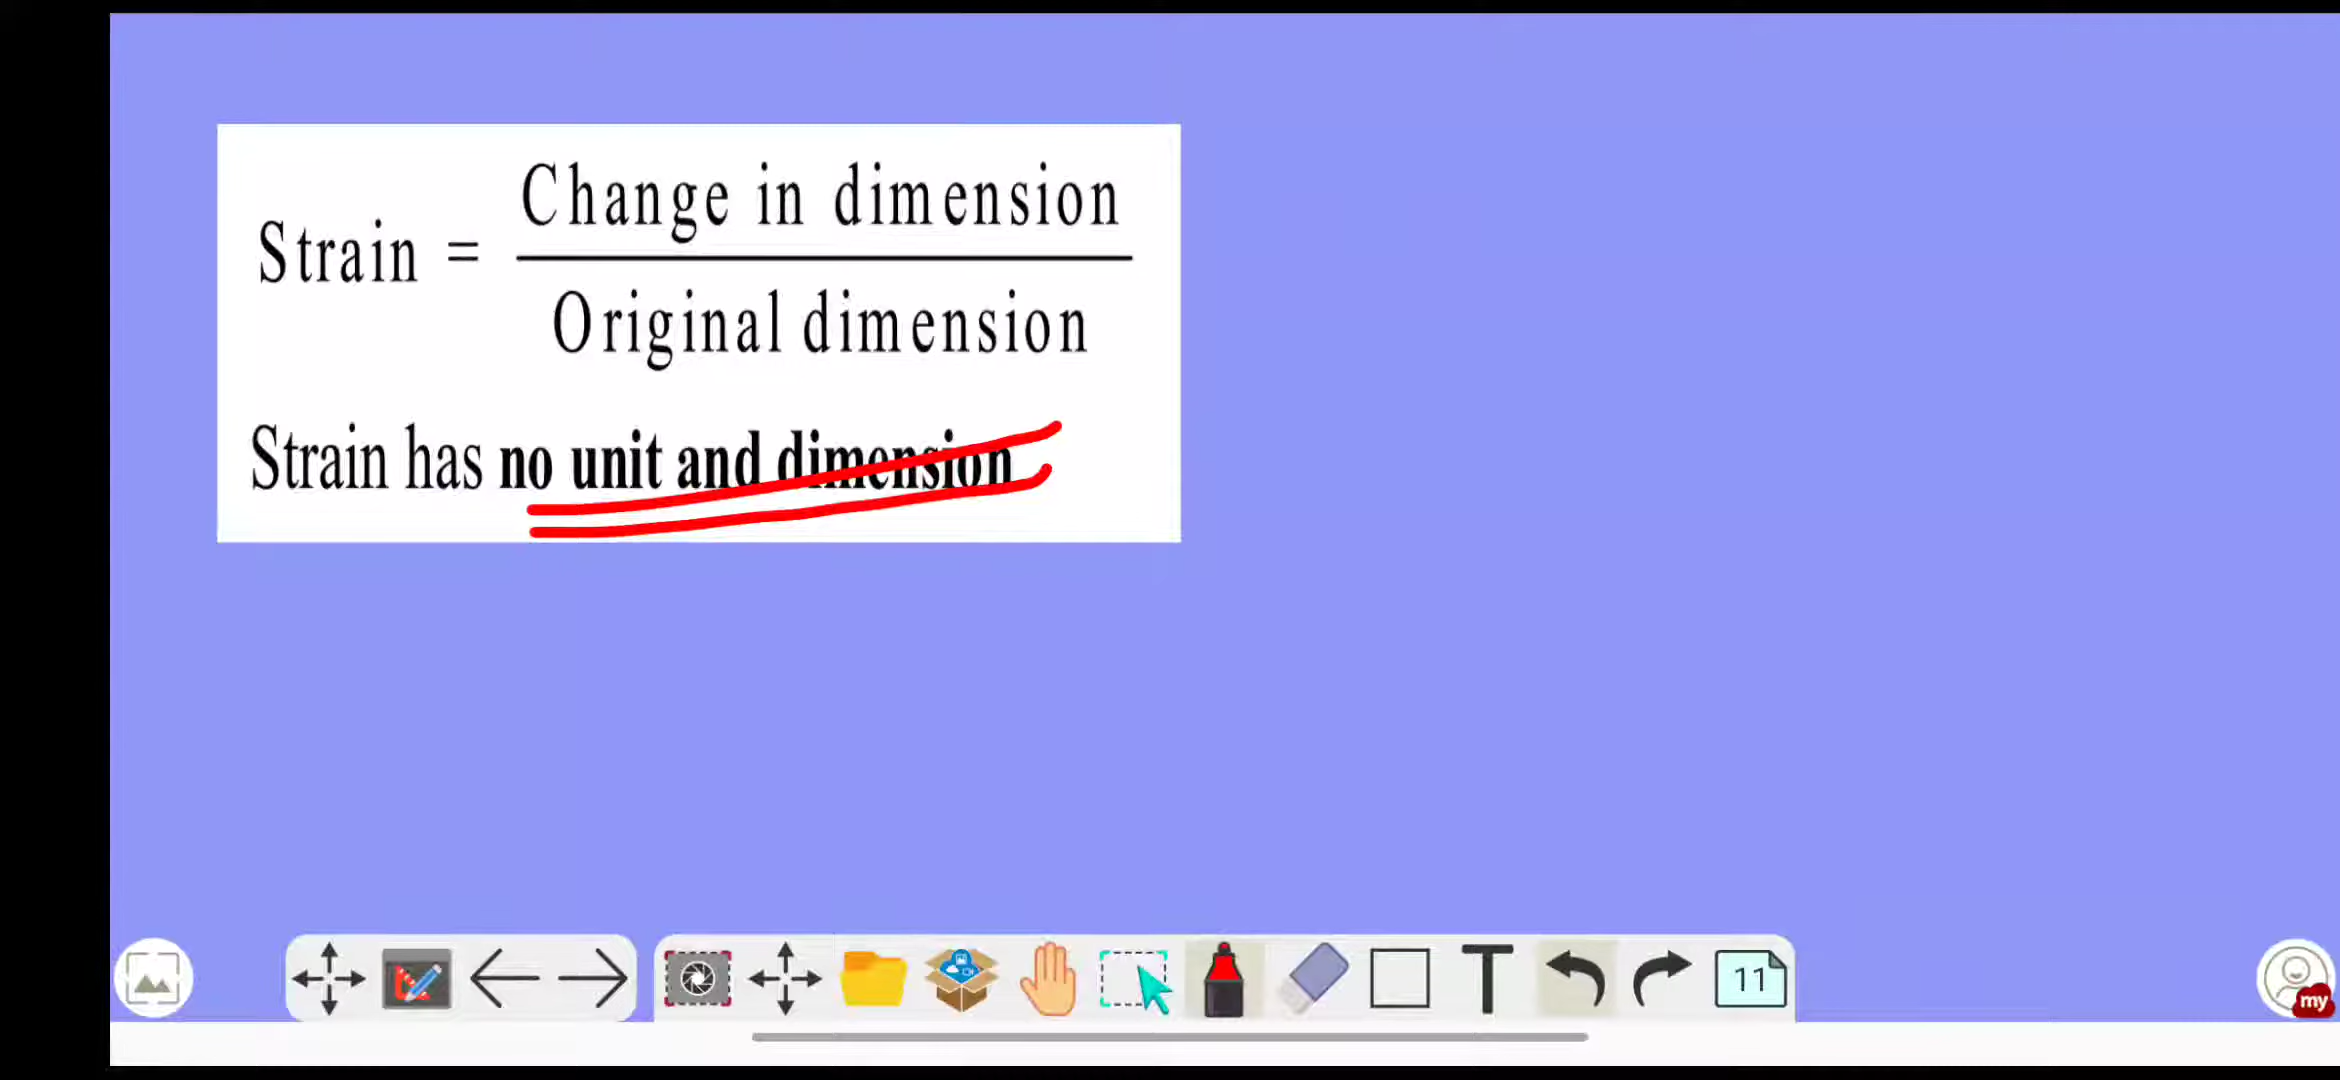 Strain = Change in dimension / Original dimension
Strain has no unit and dimension
T
11
my